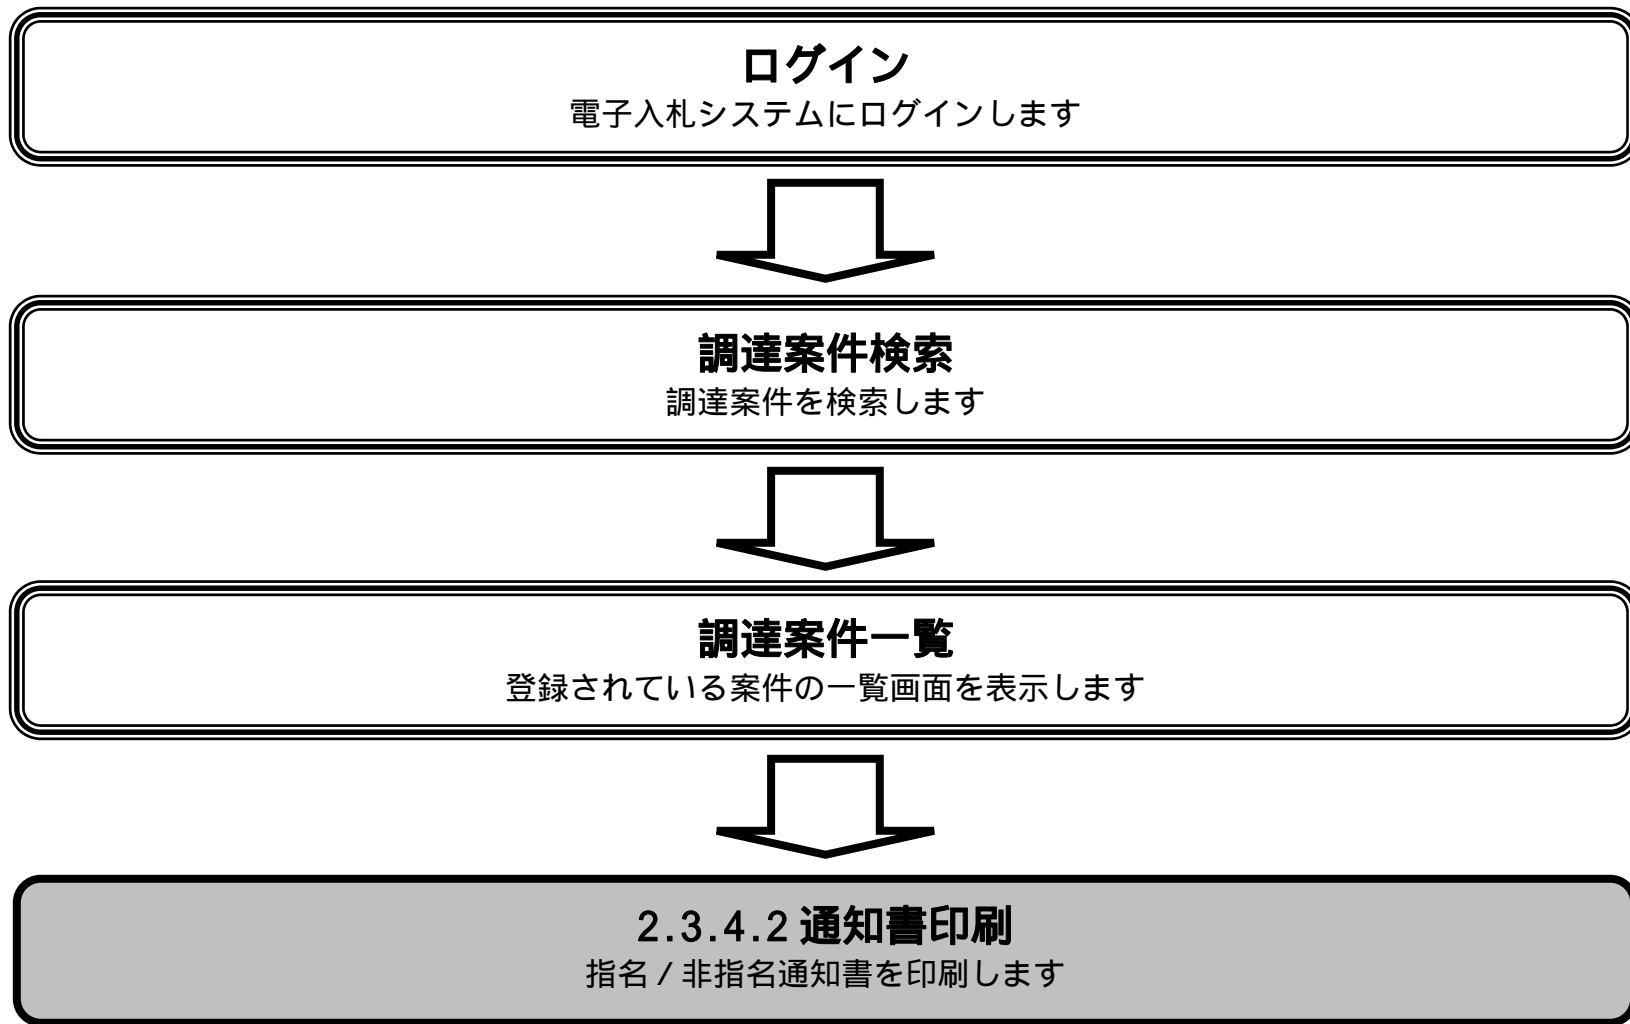 ログイン
電子入札システムにログインします
調達案件検索
調達案件を検索します
調達案件一覧
登録されている案件の一覧画面を表示します
2.3.4.2 通知書印刷
指名/非指名通知書を印刷します